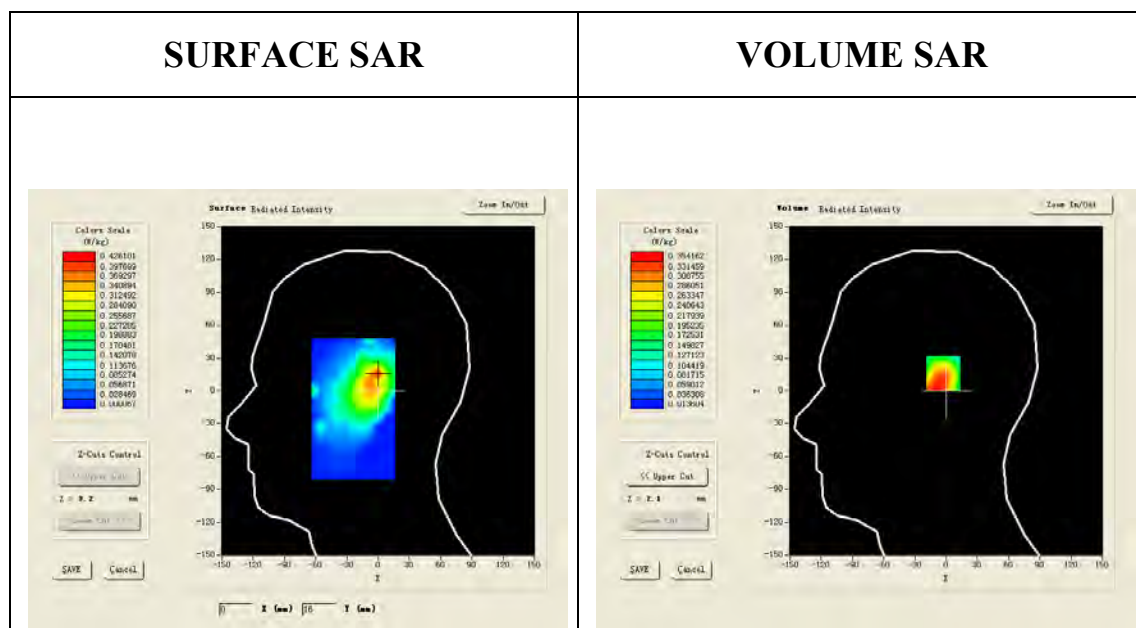 SURFACE SAR
VOLUME SAR
Surface Radiated Intensity
Zoom In/Out
Colors Scale
(W/kg)
0.426101
0.397699
0.369297
0.340894
0.312492
0.284090
0.255687
0.227285
0.198883
0.170481
0.142078
0.113676
0.085274
0.056871
0.028469
0.000067
150
90
60
30
0
-30
-60
-90
-120
-150
Z
-150 -120 -90 -60 -30 0 30 60 90 120 150
X
Z-Cuts Control
<< Upper Cut
mm
SAVE
Cancel
0 X (mm) 16 Y (mm)
Volume Radiated Intensity
Zoom In/Out
Colors Scale
(W/kg)
0.354162
0.331459
0.308755
0.286051
0.263347
0.240643
0.217939
0.195235
0.172531
0.149827
0.127123
0.104419
0.081715
0.059012
0.036308
0.013604
150
90
60
30
0
-30
-60
-90
-120
-150
Z
-150 -120 -90 -60 -30 0 30 60 90 120 150
X
Z-Cuts Control
<< Upper Cut
mm
SAVE
Cancel